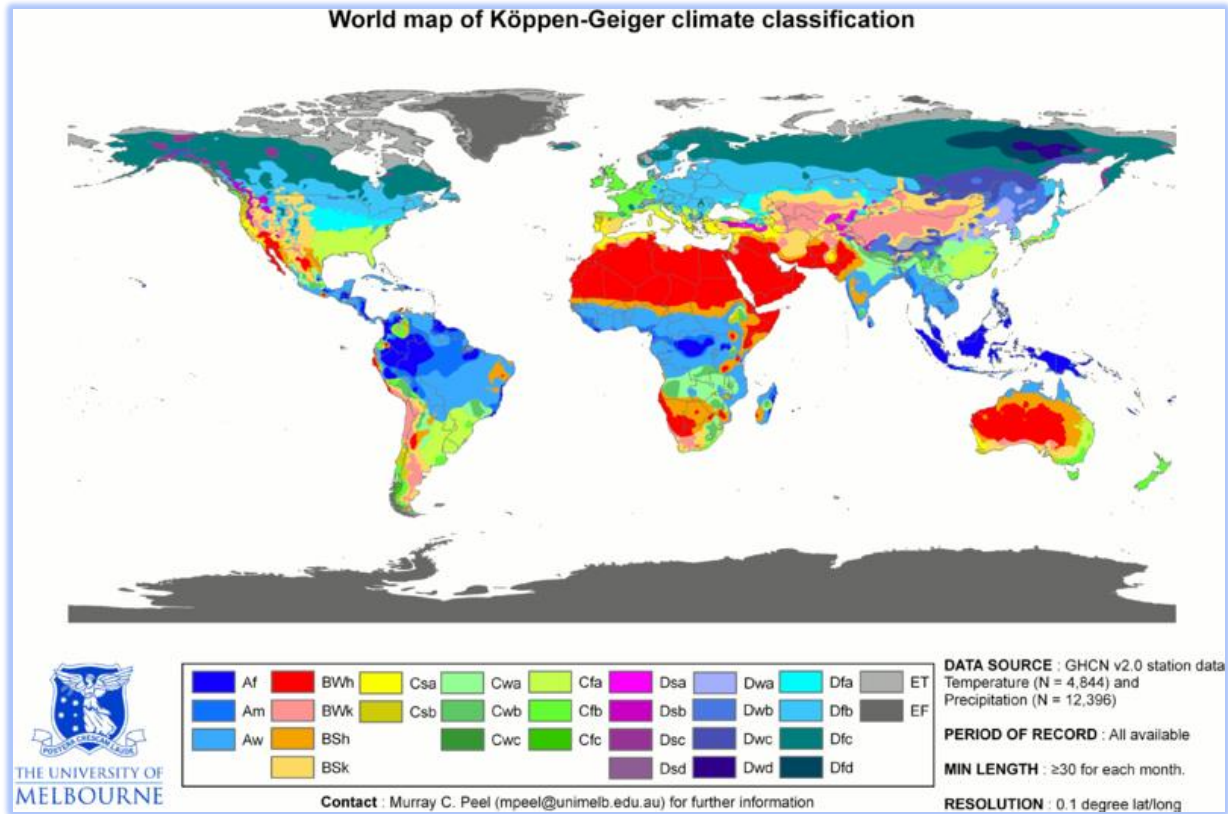 World map of Köppen-Geiger climate classification
Af
BWh
Csa
Cwa
Cfa
Dsa
Dwa
Dfa
ET
Am
BWk
Csb
Cwb
Cfb
Dsb
Dwb
Dfb
EF
Aw
BSh
Cwc
Cfc
Dsc
Dwc
Dfc
BSk
Dsd
Dwd
Dfd
POSTERA CRESCAM LAUDE
THE UNIVERSITY OF
MELBOURNE
Contact : Murray C. Peel (mpeel@unimelb.edu.au) for further information
DATA SOURCE : GHCN v2.0 station data
Temperature (N = 4,844) and
Precipitation (N = 12,396)
PERIOD OF RECORD : All available
MIN LENGTH : ≥30 for each month.
RESOLUTION : 0.1 degree lat/long